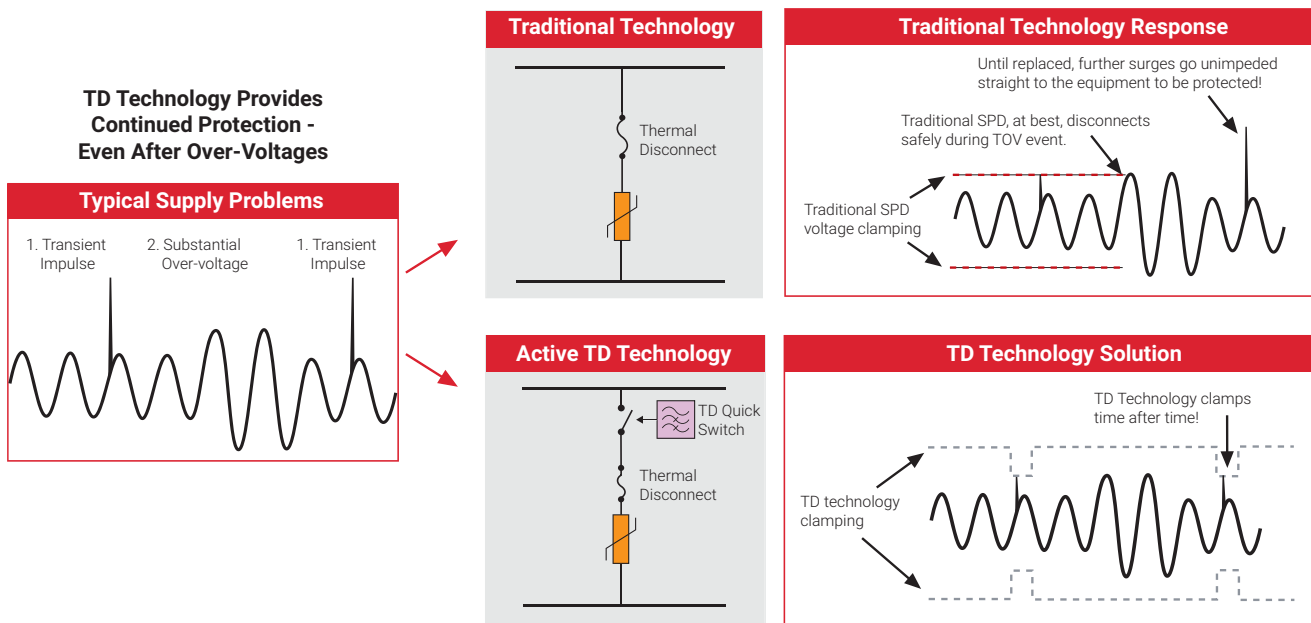 TD Technology Provides
Continued Protection -
Even After Over-Voltages
Typical Supply Problems
1. Transient
Impulse
2. Substantial
Over-voltage
1. Transient
Impulse
Traditional Technology
Thermal
Disconnect
Traditional Technology Response
Until replaced, further surges go unimpeded
straight to the equipment to be protected!
Traditional SPD, at best, disconnects
safely during TOV event.
Traditional SPD
voltage clamping
Active TD Technology
TD Quick
Switch
Thermal
Disconnect
TD Technology Solution
TD Technology clamps
time after time!
TD technology
clamping